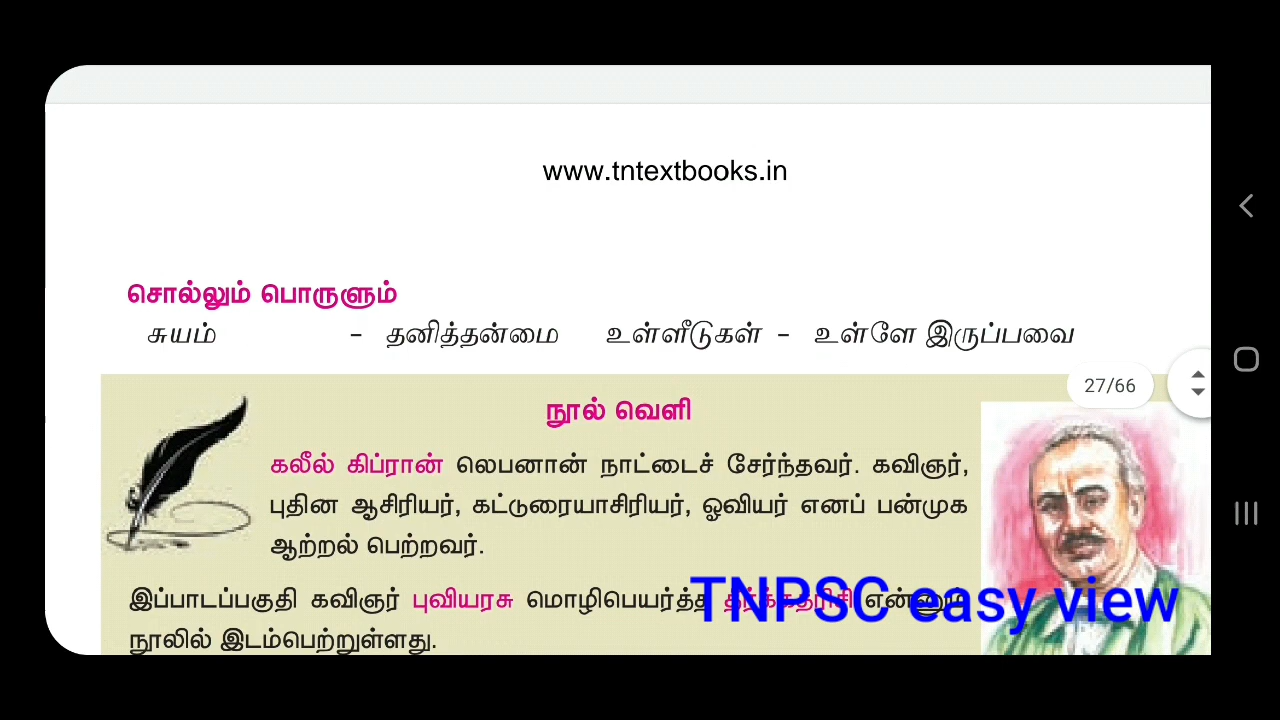 www.tntextbooks.in
சொல்லும் பொருளும்
சுயம் - தனித்தன்மை உள்ளீடுகள் - உள்ளே இருப்பவை
27/66
நூல் வெளி
கலீல் கிப்ரான் லெபனான் நாட்டைச் சேர்ந்தவர். கவிஞர்,
புதின ஆசிரியர், கட்டுரையாசிரியர், ஓவியர் எனப் பன்முக
ஆற்றல் பெற்றவர்.
இப்பாடப்பகுதி கவிஞர் புவியரசு மொழிபெயர்த்த தீர்க்கதரிசி என்னும்
நூலில் இடம்பெற்றுள்ளது.
TNPSC easy view